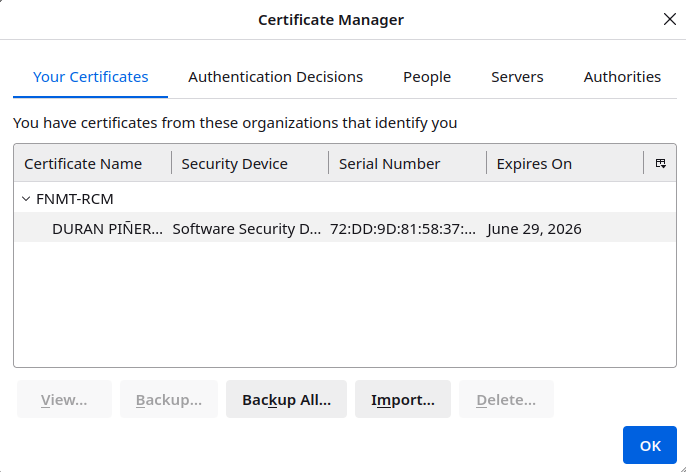 Certificate Manager
Your Certificates Authentication Decisions People Servers Authorities
You have certificates from these organizations that identify you
Certificate Name Security Device Serial Number Expires On
FNMT-RCM
DURAN PIÑER... Software Security D... 72:DD:9D:81:58:37:... June 29, 2026
View... Backup... Backup All... Import... Delete...
OK